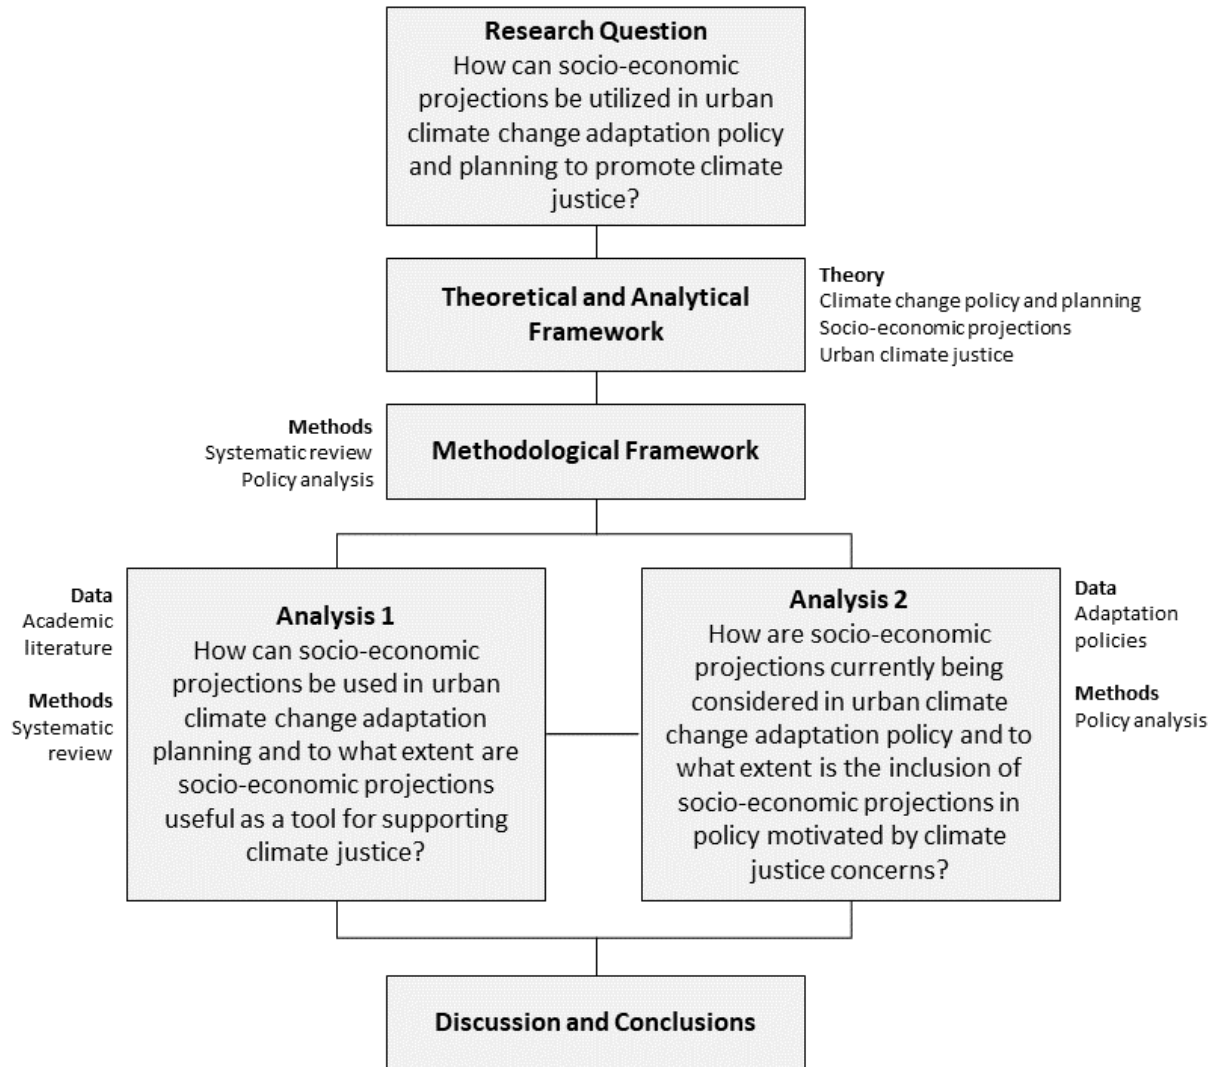 Research Question
How can socio-economic
projections be utilized in urban
climate change adaptation policy
and planning to promote climate
justice?
Theoretical and Analytical
Framework
Theory
Climate change policy and planning
Socio-economic projections
Urban climate justice
Methods
Systematic review
Policy analysis
Methodological Framework
Data
Academic
literature
Methods
Systematic
review
Analysis 1
How can socio-economic
projections be used in urban
climate change adaptation
planning and to what extent are
socio-economic projections
useful as a tool for supporting
climate justice?
Analysis 2
How are socio-economic
projections currently being
considered in urban climate
change adaptation policy and to
what extent is the inclusion of
socio-economic projections in
policy motivated by climate
justice concerns?
Data
Adaptation
policies
Methods
Policy analysis
Discussion and Conclusions